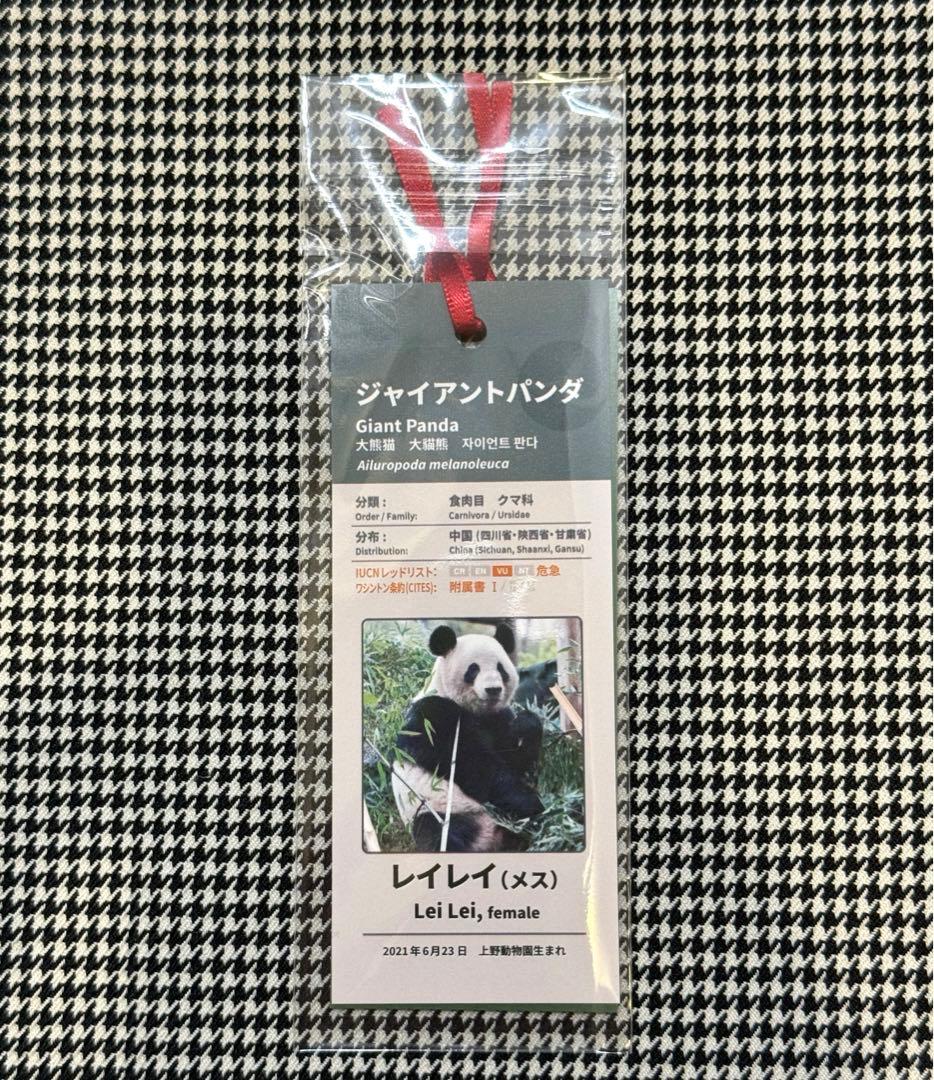 ジャイアントパンダ
Giant Panda
大熊猫　大貓熊　자이언트 판다
Ailuropoda melanoleuca
分類：　食肉目　クマ科
Order / Family:　Carnivora / Ursidae
分布：　中国 (四川省・陝西省・甘粛省)
Distribution:　China (Sichuan, Shaanxi, Gansu)
IUCNレッドリスト：　CR EN VU NT 危急
ワシントン条約(CITES)：　附属書 I /
レイレイ（メス）
Lei Lei, female
2021年6月23日　上野動物園生まれ